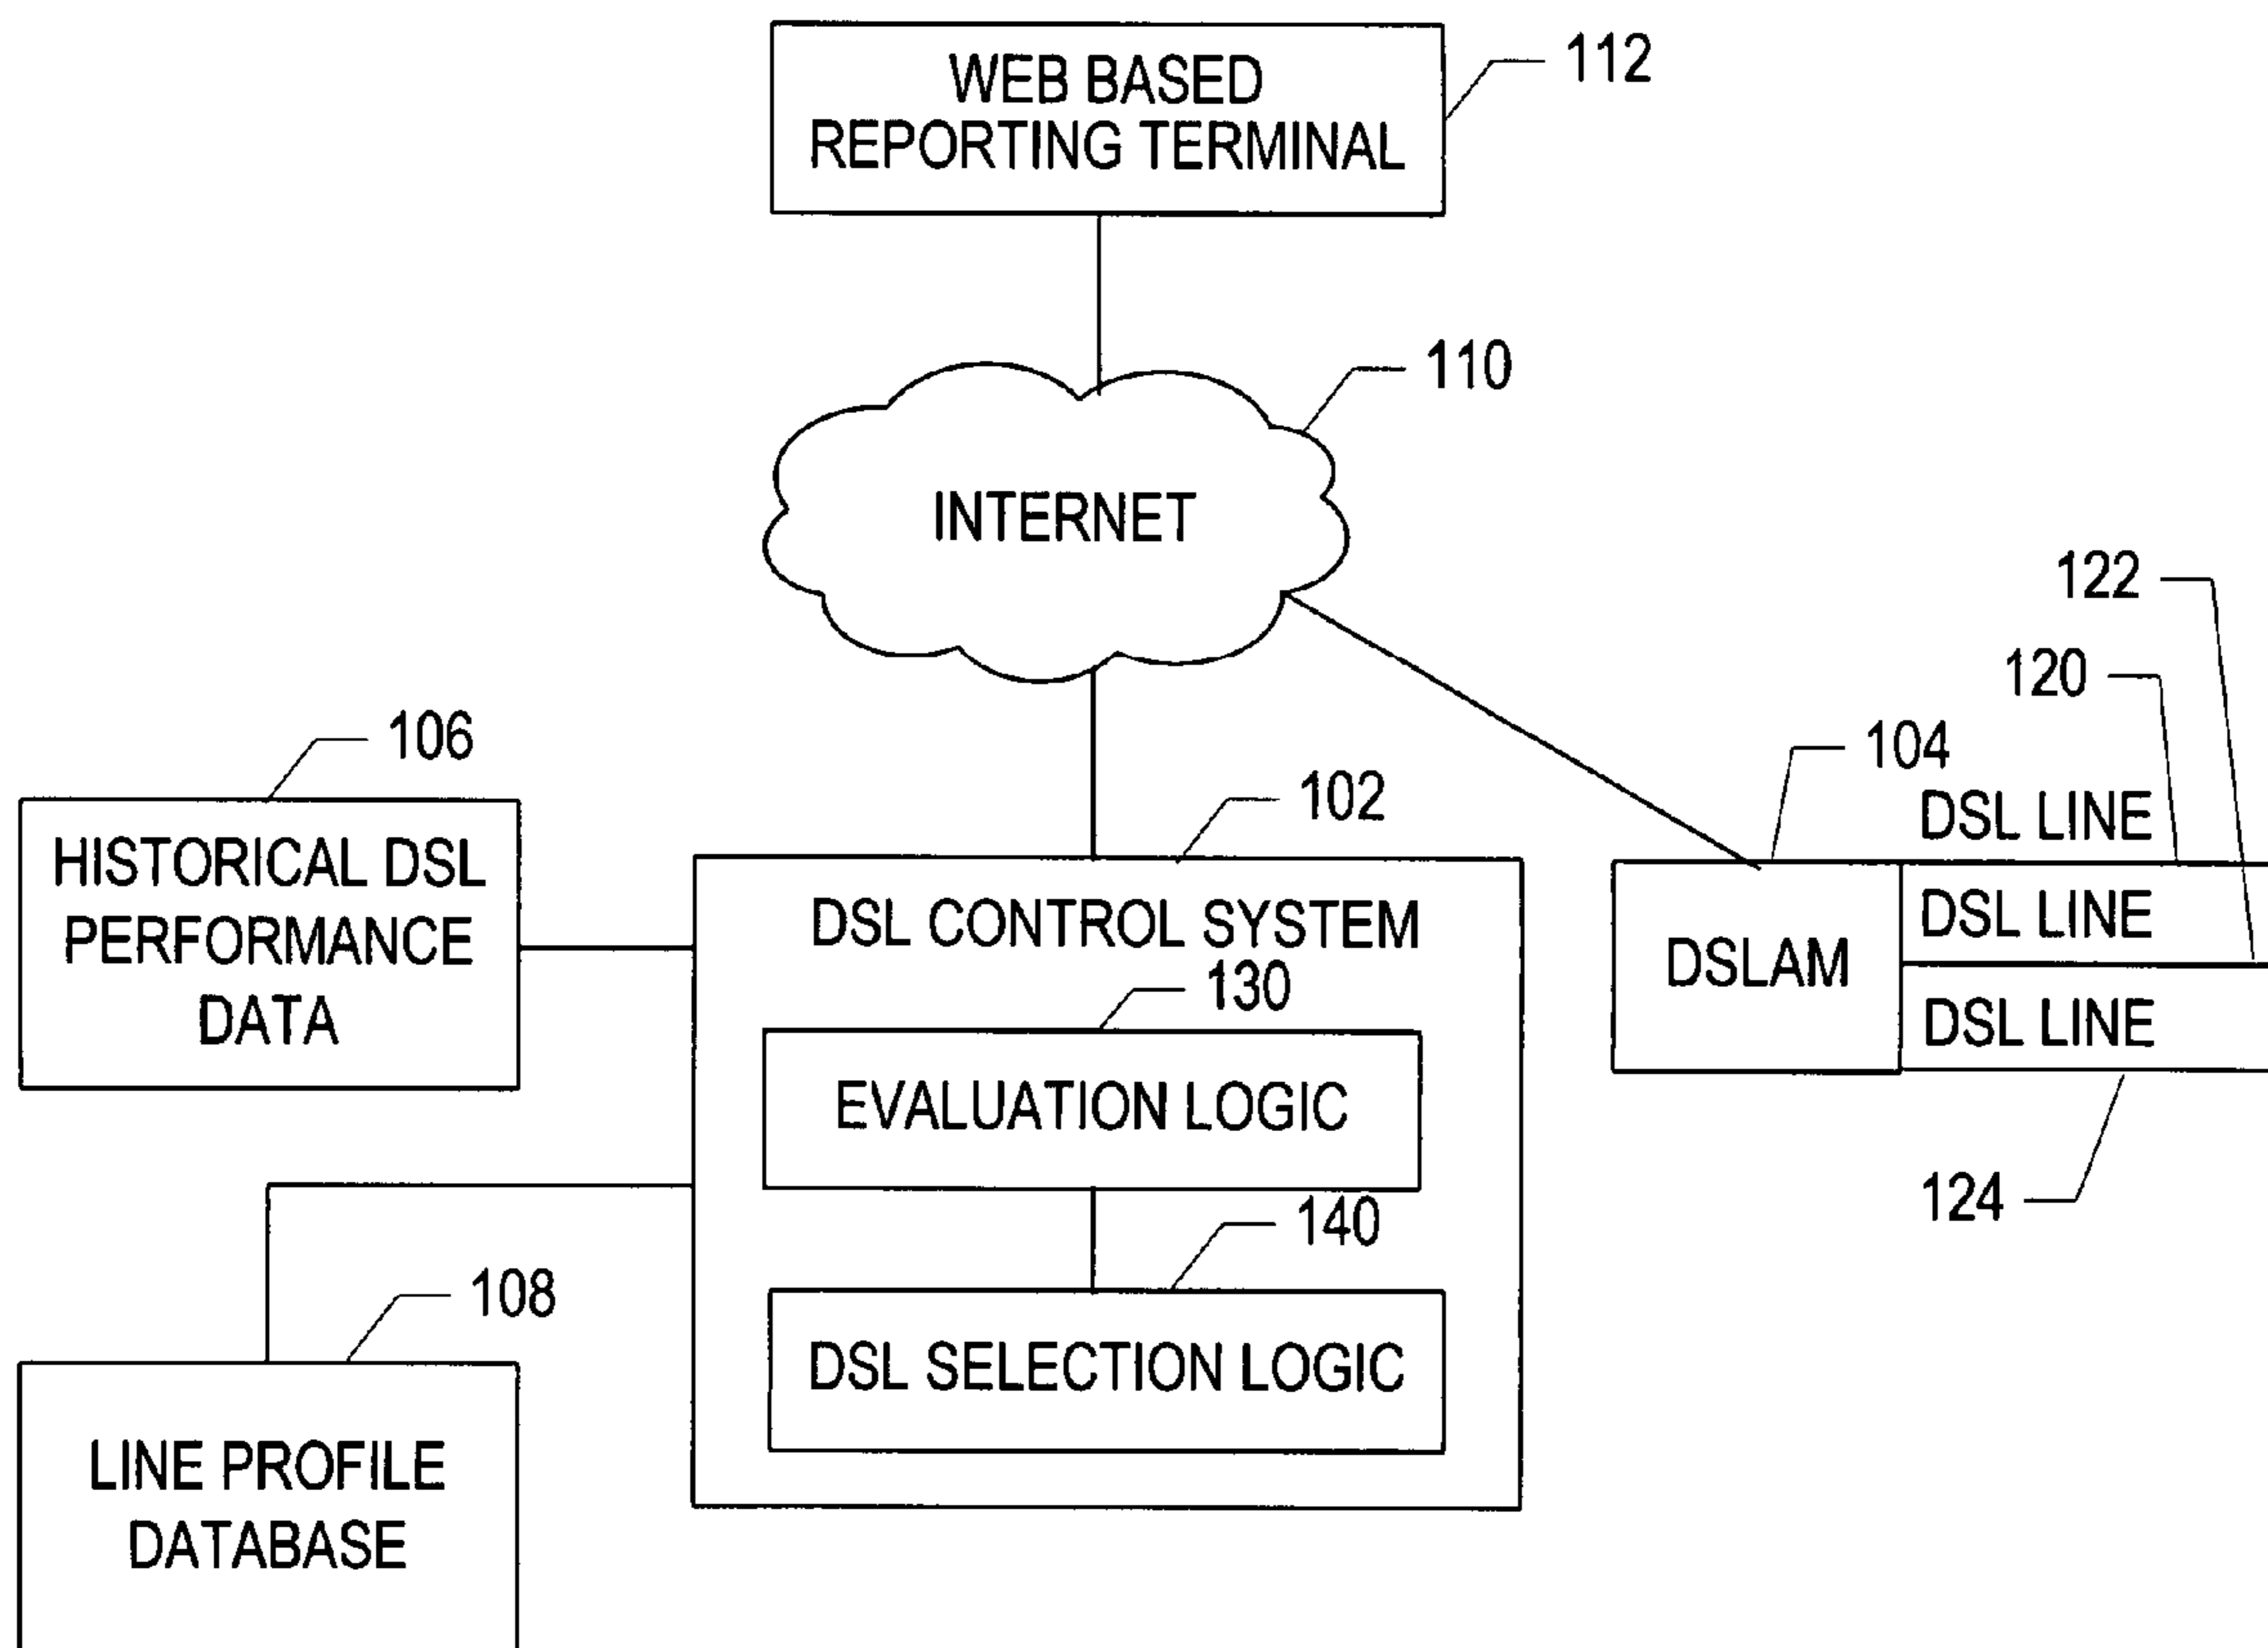 WEB BASED
REPORTING TERMINAL
112
110
INTERNET
122
120
106
104
102
DSL LINE
HISTORICAL DSL
PERFORMANCE
DATA
DSL CONTROL SYSTEM
DSLAM
DSL LINE
130
DSL LINE
EVALUATION LOGIC
124
140
108
DSL SELECTION LOGIC
LINE PROFILE
DATABASE